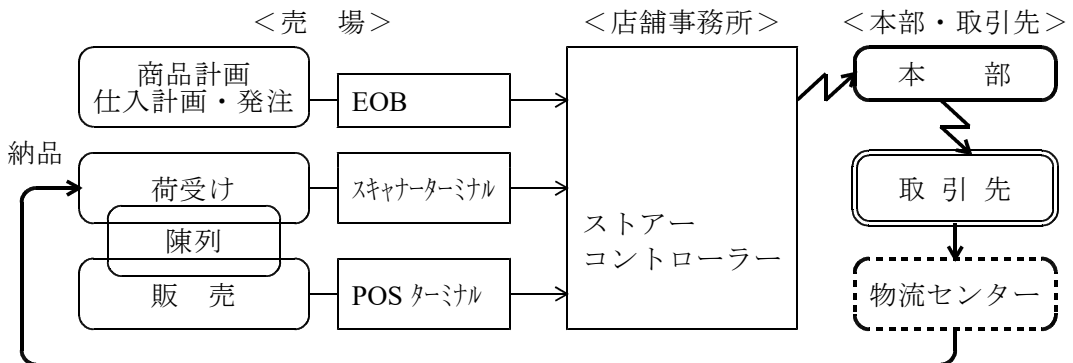 ＜売　場＞
＜店舗事務所＞
＜本部・取引先＞
商品計画
仕入計画・発注
EOB
本　　部
納品
荷受け
スキャナーターミナル
取 引 先
陳列
ストアー
コントローラー
販　売
POS ターミナル
物流センター